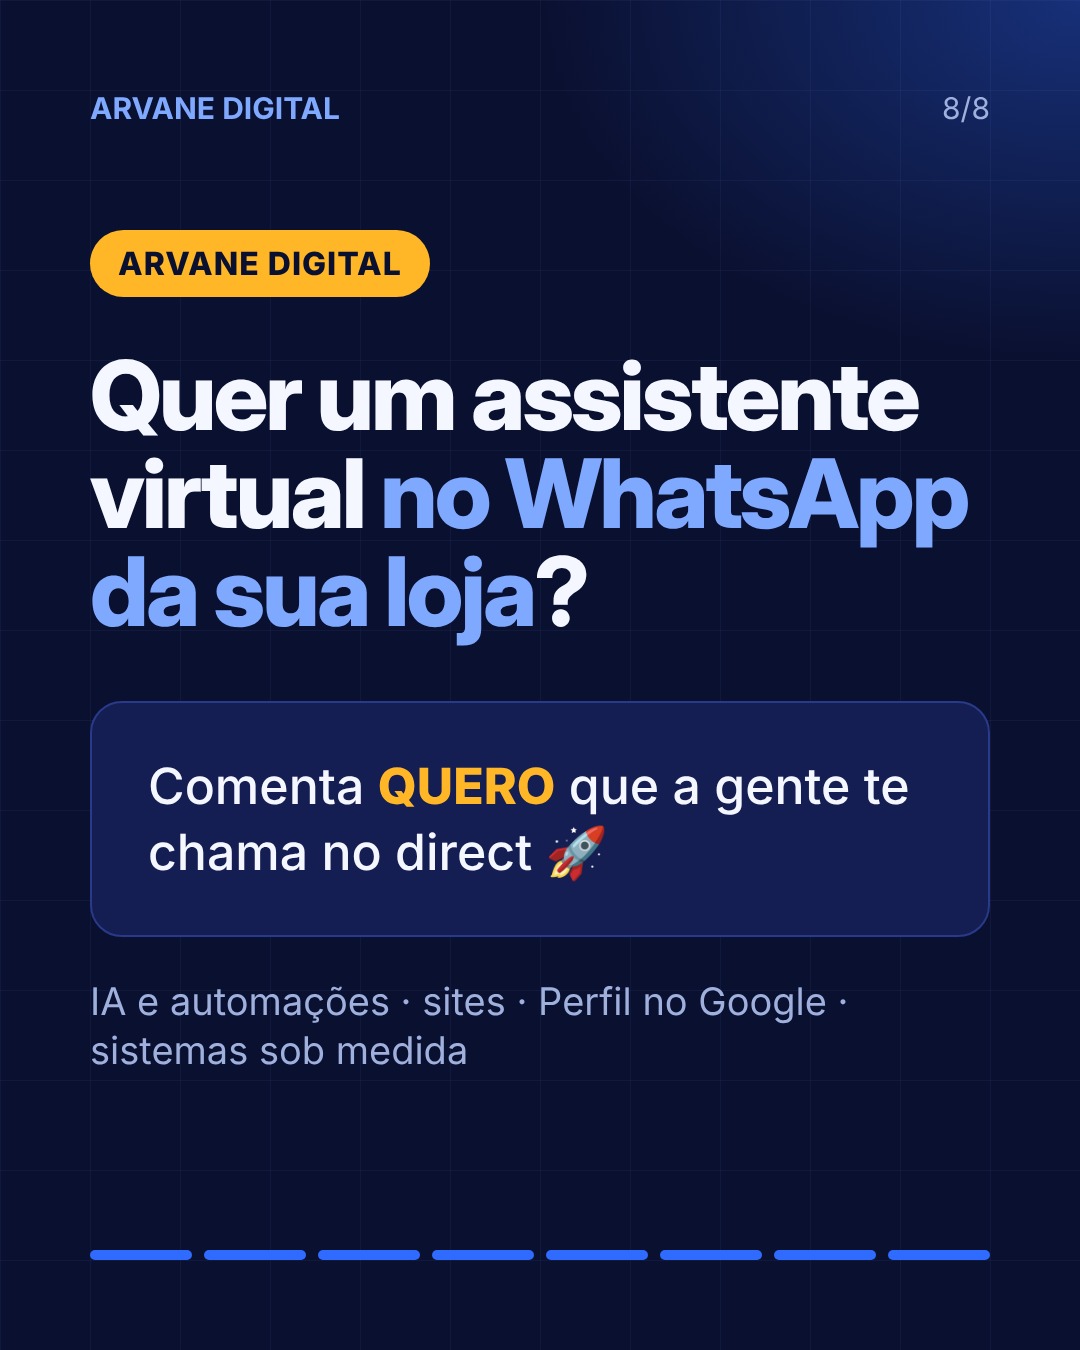 ARVANE DIGITAL
8/8
ARVANE DIGITAL
Quer um assistente
virtual no WhatsApp
da sua loja?
Comenta QUERO que a gente te
chama no direct 🚀
IA e automações · sites · Perfil no Google ·
sistemas sob medida